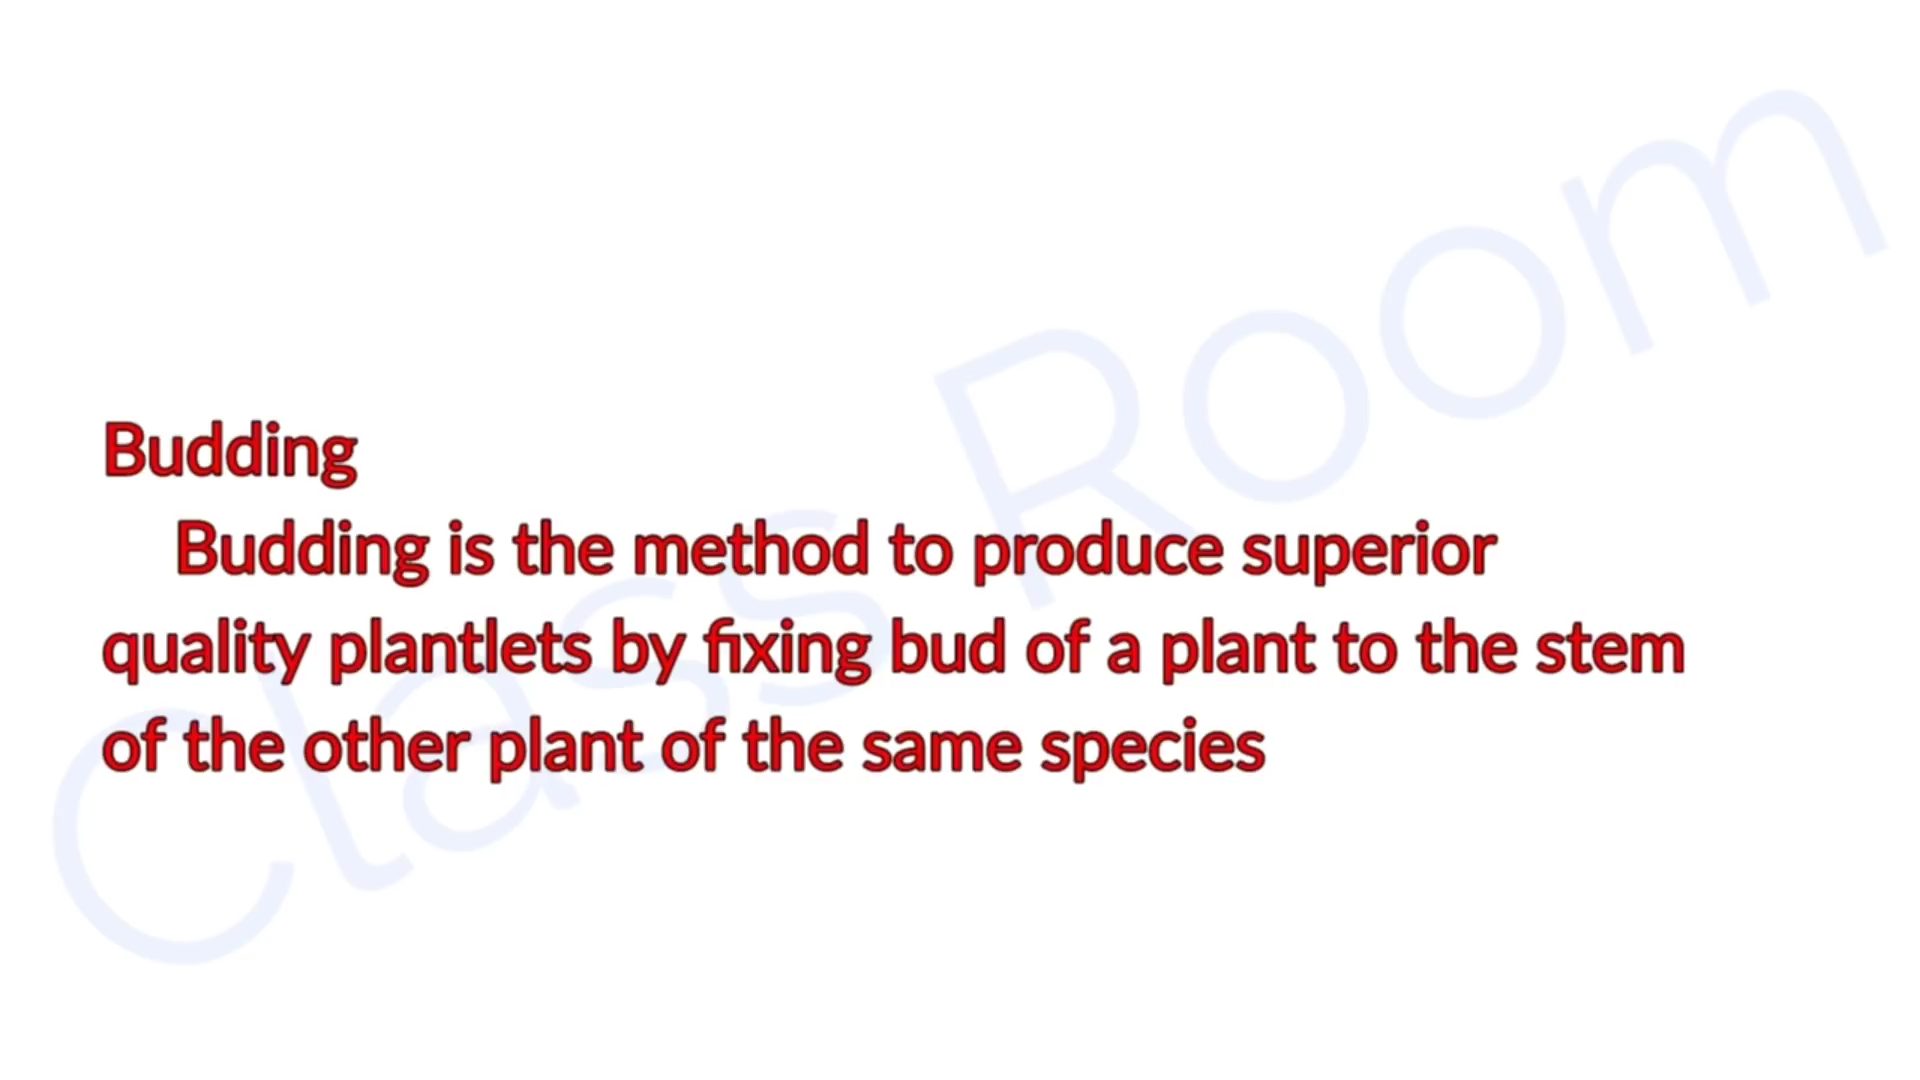 Budding
Budding is the method to produce superior
quality plantlets by fixing bud of a plant to the stem
of the other plant of the same species
Class Room